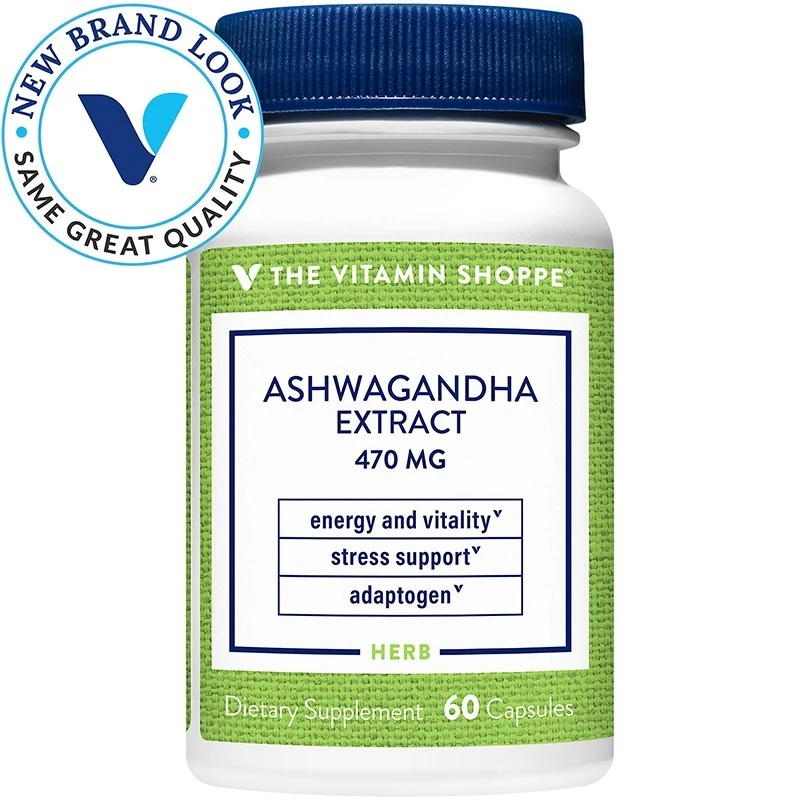 NEW BRAND LOOK
SAME GREAT QUALITY
®
THE VITAMIN SHOPPE®
ASHWAGANDHA
EXTRACT
470 MG
energy and vitality
stress support
adaptogen
HERB
Dietary Supplement 60 Capsules